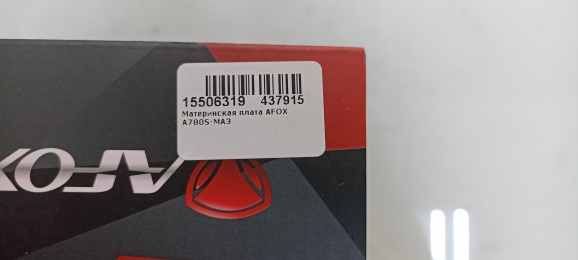 15506319 437915
Материнская плата AFOX
A780S-MA3
AFOX